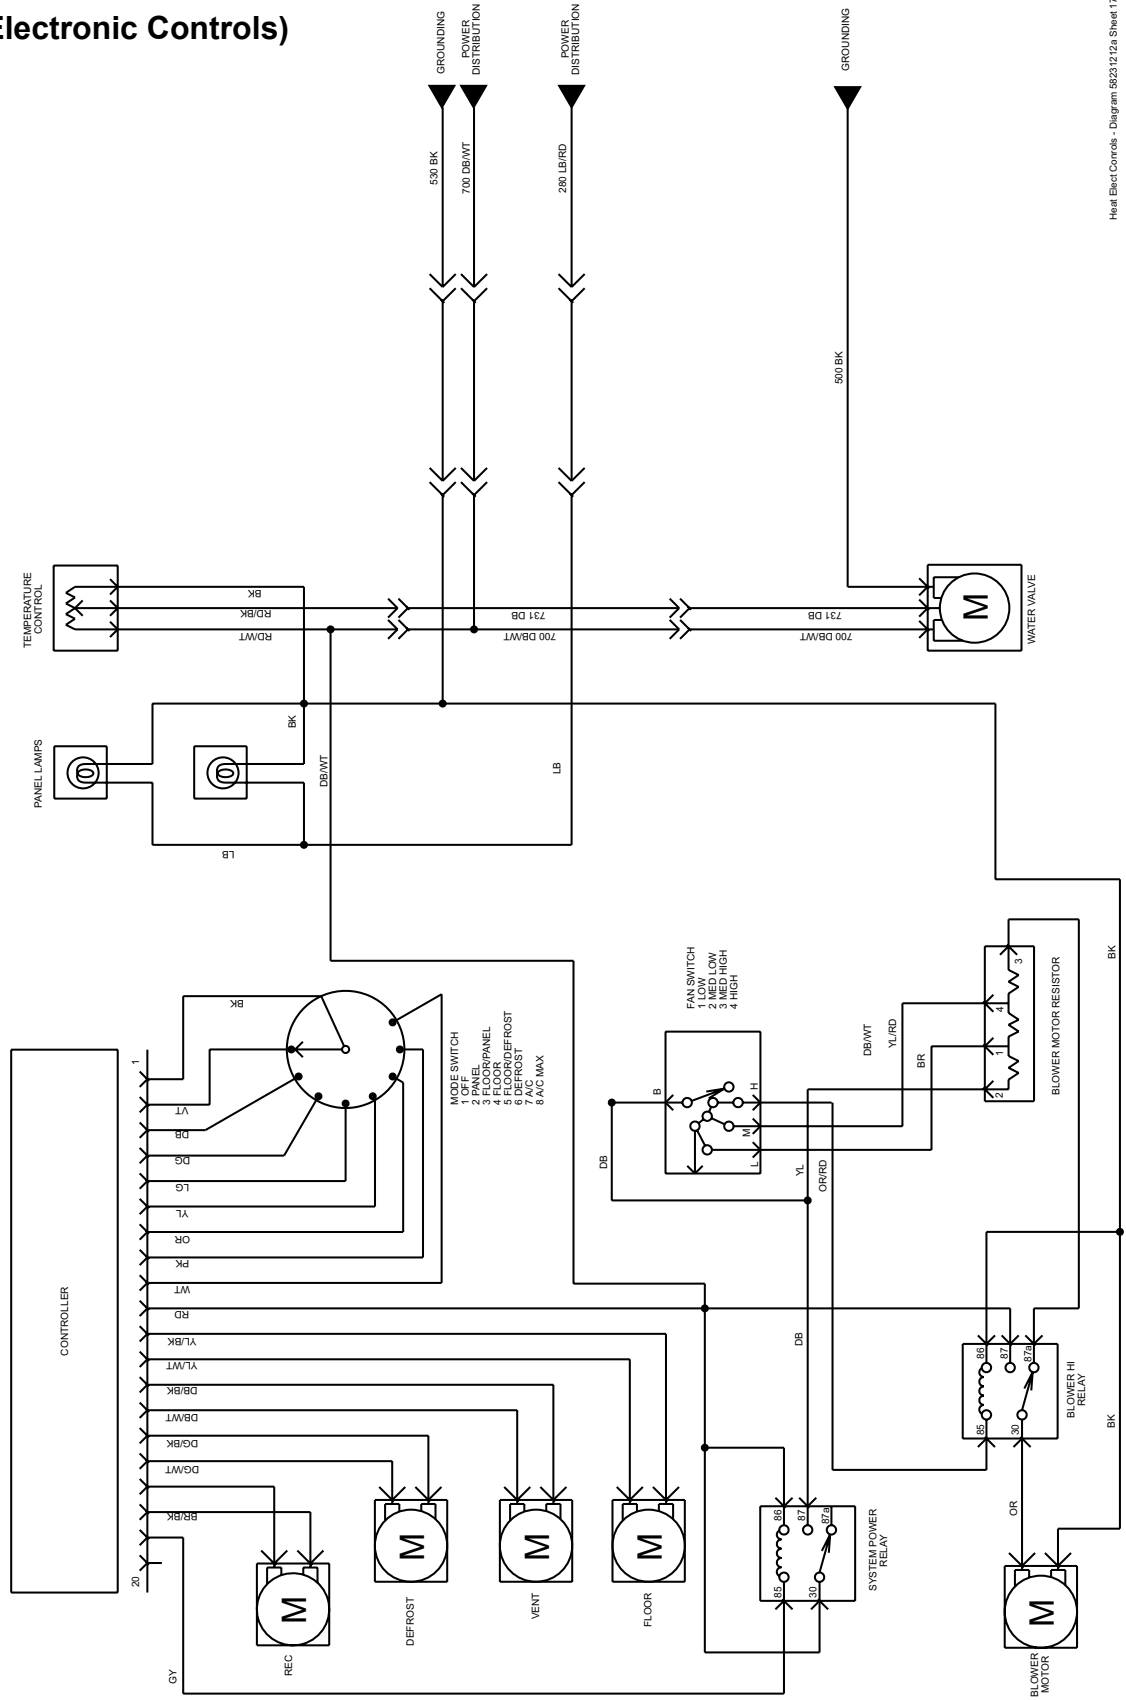 Electronic Controls)
GROUNDING
POWER
DISTRIBUTION
POWER
DISTRIBUTION
GROUNDING
530 BK
700 DB/WT
280 LB/RD
500 BK
TEMPERATURE
CONTROL
BK
RD/BK
RD/WT
731 DB
700 DB/WT
731 DB
700 DB/WT
M
WATER VALVE
PANEL LAMPS
BK
DB/WT
LB
LB
CONTROLLER
1
VT
DB
DG
LG
YL
OR
PK
WT
RD
YL/BK
YL/WT
DB/BK
DB/WT
DG/BK
DG/WT
BR/BK
20
BK
MODE SWITCH
1 OFF
2 PANEL
3 FLOOR/PANEL
4 FLOOR
5 FLOOR/DEFROST
6 DEFROST
7 A/C
8 A/C MAX
FAN SWITCH
1 LOW
2 MED LOW
3 MED HIGH
4 HIGH
B
H
M
L
DB
DB/WT
YL/RD
BR
YL
OR/RD
3
4
1
2
BLOWER MOTOR RESISTOR
BK
DB
86
87
87a
85
30
BLOWER HI
RELAY
BK
OR
86
87
87a
85
30
SYSTEM POWER
RELAY
GY
M
REC
M
DEFROST
M
VENT
M
FLOOR
M
BLOWER
MOTOR
Heat Elect Conrols - Diagram 58231212a Sheet 17